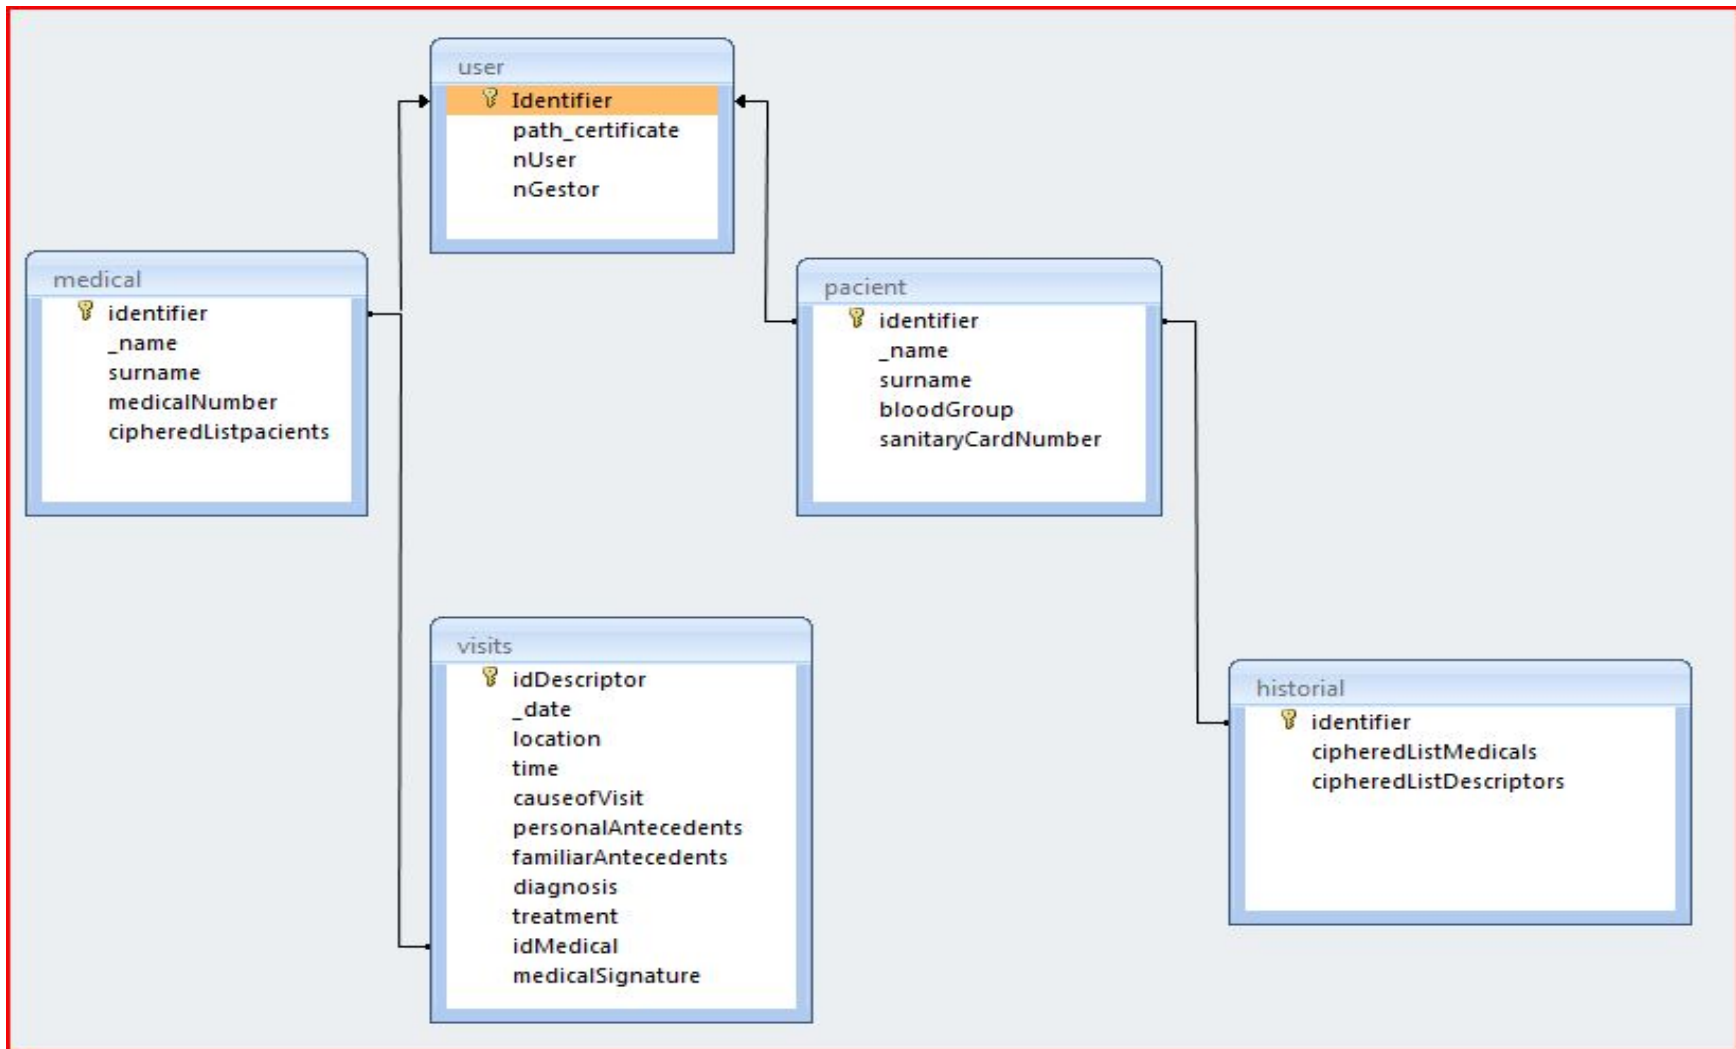 user
Identifier
path_certificate
nUser
nGestor
medical
identifier
_name
surname
medicalNumber
cipheredListpacients
pacient
identifier
_name
surname
bloodGroup
sanitaryCardNumber
visits
idDescriptor
_date
location
time
causeofVisit
personalAntecedents
familiarAntecedents
diagnosis
treatment
idMedical
medicalSignature
historial
identifier
cipheredListMedicals
cipheredListDescriptors